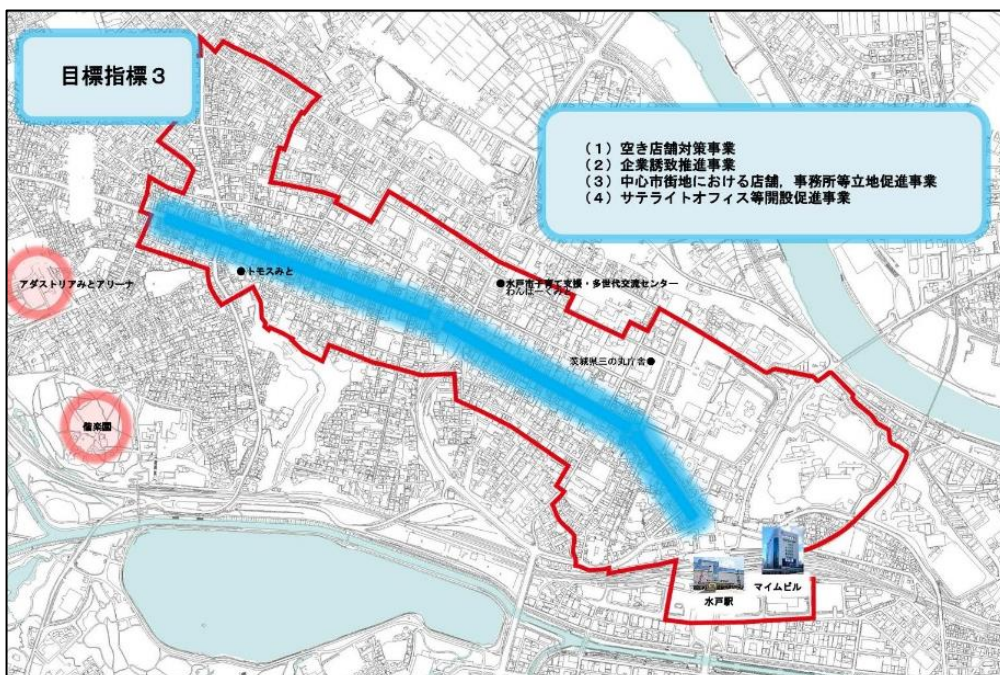 目標指標3
(1)空き店舗対策事業
(2)企業誘致推進事業
(3)中心市街地における店舗,事務所等立地促進事業
(4)サテライトオフィス等開設促進事業
アダストリアみとアリーナ
●トモスみと
●水戸市子育て支援・多世代交流センター
わんぱーく・みと
茨城県三の丸庁舎●
偕楽園
マイムビル
水戸駅